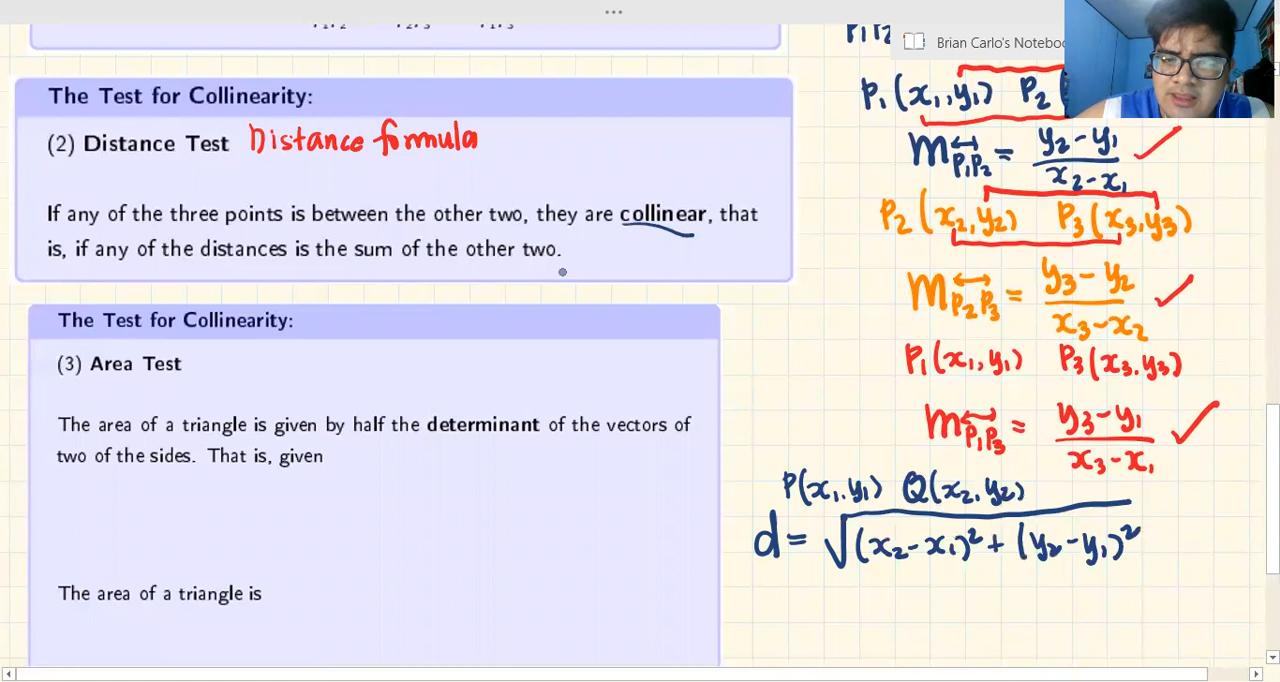 The Test for Collinearity:
(2) Distance Test Distance formula
If any of the three points is between the other two, they are collinear, that
is, if any of the distances is the sum of the other two.
The Test for Collinearity:
(3) Area Test
The area of a triangle is given by half the determinant of the vectors of
two of the sides. That is, given
The area of a triangle is
Brian Carlo's Notebo
P₁(x₁,y₁) P₂(
m P₁P₂ = y₂-y₁ / x₂-x₁ ✓
P₂(x₂,y₂) P₃(x₃,y₃)
m P₂P₃ = y₃-y₂ / x₃-x₂ ✓
P₁(x₁,y₁) P₃(x₃,y₃)
m P₁P₃ = y₃-y₁ / x₃-x₁ ✓
P(x₁,y₁) Q(x₂,y₂)
d = √(x₂-x₁)²+(y₂-y₁)²